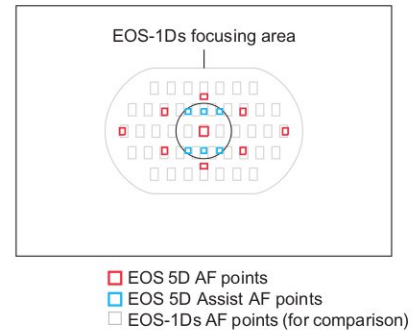 EOS-1Ds focusing area
EOS 5D AF points
EOS 5D Assist AF points
EOS-1Ds AF points (for comparison)